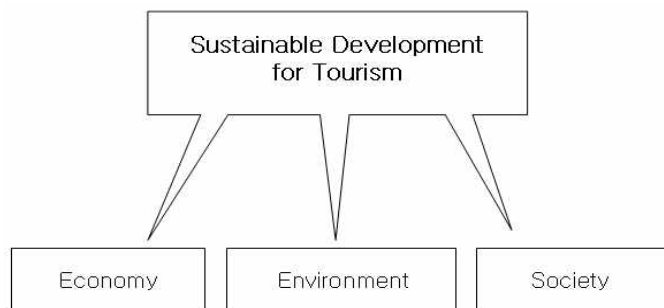 Sustainable Development
for Tourism
Economy
Environment
Society